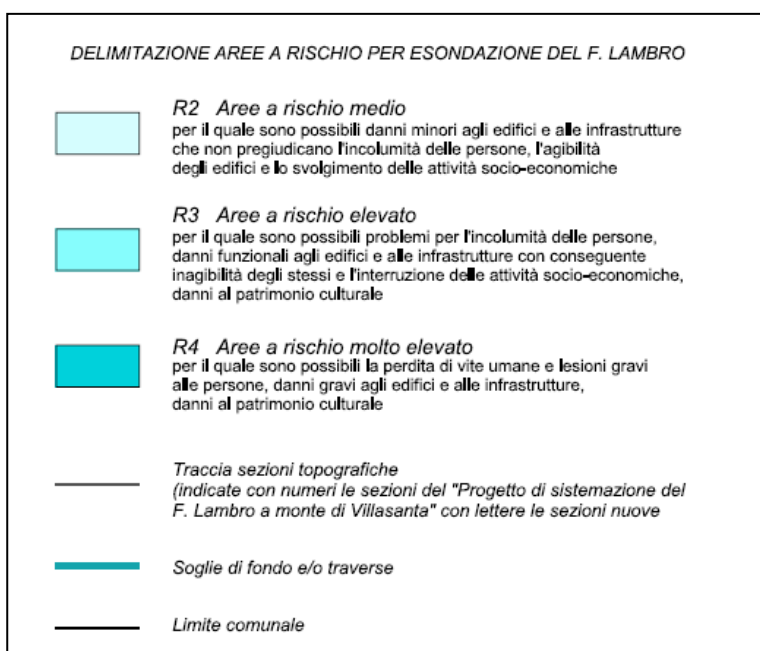 DELIMITAZIONE AREE A RISCHIO PER ESONDAZIONE DEL F. LAMBRO
R2 Aree a rischio medio
per il quale sono possibili danni minori agli edifici e alle infrastrutture
che non pregiudicano l'incolumità delle persone, l'agibilità
degli edifici e lo svolgimento delle attività socio-economiche
R3 Aree a rischio elevato
per il quale sono possibili problemi per l'incolumità delle persone,
danni funzionali agli edifici e alle infrastrutture con conseguente
inagibilità degli stessi e l'interruzione delle attività socio-economiche,
danni al patrimonio culturale
R4 Aree a rischio molto elevato
per il quale sono possibili la perdita di vite umane e lesioni gravi
alle persone, danni gravi agli edifici e alle infrastrutture,
danni al patrimonio culturale
Traccia sezioni topografiche
(indicate con numeri le sezioni del "Progetto di sistemazione del
F. Lambro a monte di Villasanta" con lettere le sezioni nuove
Soglie di fondo e/o traverse
Limite comunale